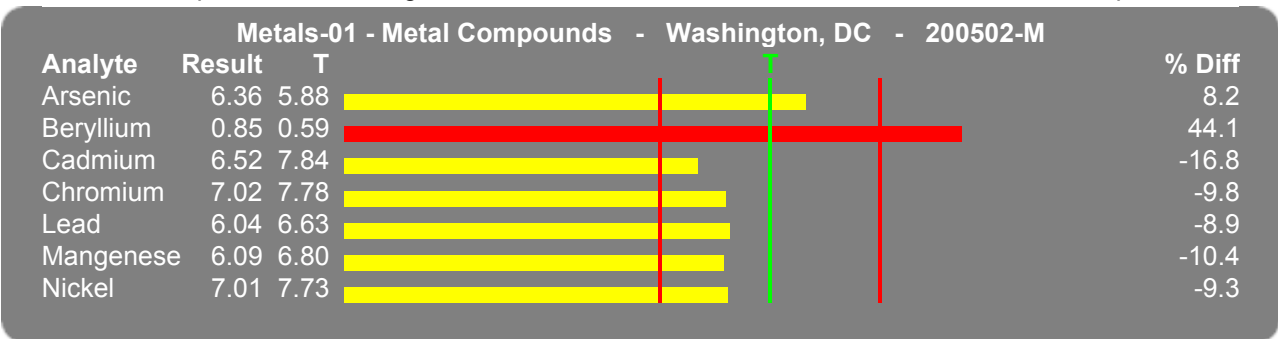 Metals-01 - Metal Compounds - Washington, DC - 200502-M
Analyte Result T T % Diff
Arsenic 6.36 5.88 8.2
Beryllium 0.85 0.59 44.1
Cadmium 6.52 7.84 -16.8
Chromium 7.02 7.78 -9.8
Lead 6.04 6.63 -8.9
Mangenese 6.09 6.80 -10.4
Nickel 7.01 7.73 -9.3